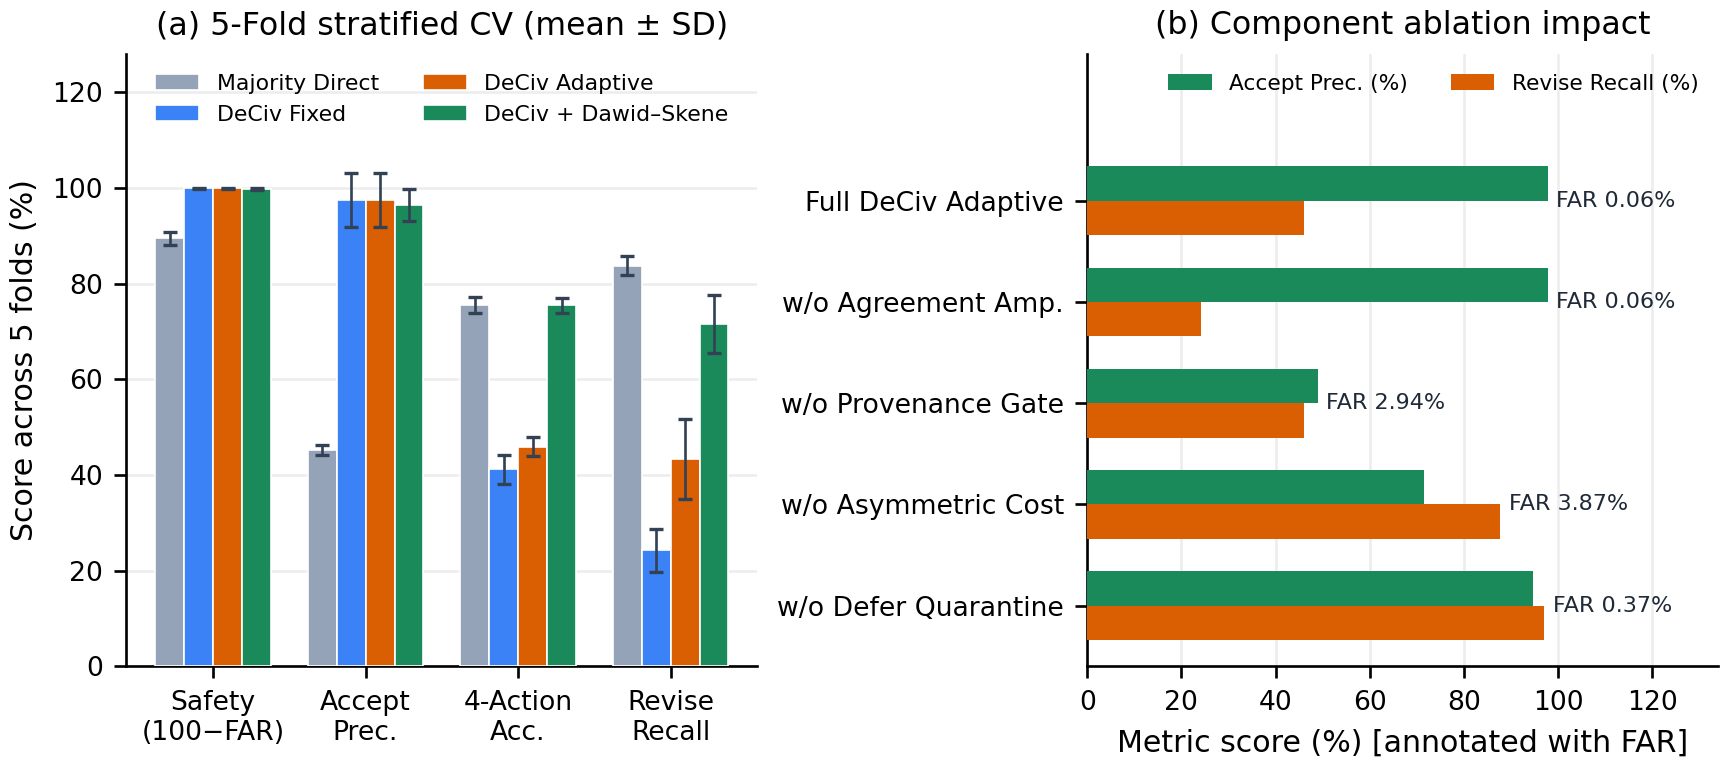 (a) 5-Fold stratified CV (mean ± SD)
Majority Direct
DeCiv Fixed
DeCiv Adaptive
DeCiv + Dawid–Skene
Score across 5 folds (%)
120
100
80
60
40
20
0
Safety
(100−FAR)
Accept
Prec.
4-Action
Acc.
Revise
Recall
(b) Component ablation impact
Accept Prec. (%)
Revise Recall (%)
Full DeCiv Adaptive
FAR 0.06%
w/o Agreement Amp.
FAR 0.06%
w/o Provenance Gate
FAR 2.94%
w/o Asymmetric Cost
FAR 3.87%
w/o Defer Quarantine
FAR 0.37%
0 20 40 60 80 100 120
Metric score (%) [annotated with FAR]